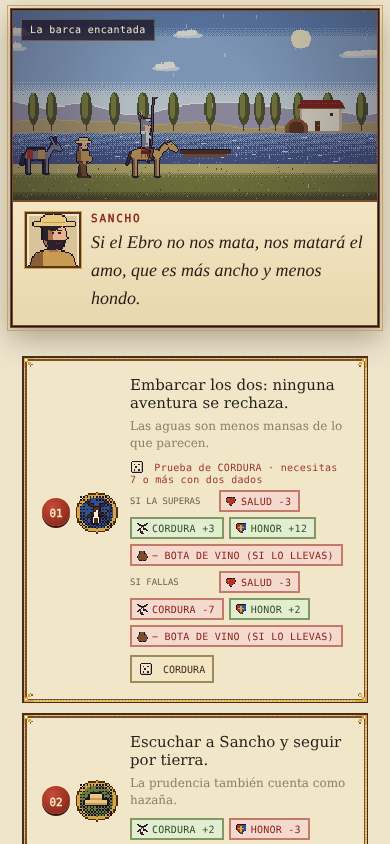 La barca encantada
SANCHO
Si el Ebro no nos mata, nos matará el
amo, que es más ancho y menos
hondo.
Embarcar los dos: ninguna
aventura se rechaza.
Las aguas son menos mansas de lo
que parecen.
Prueba de CORDURA · necesitas
7 o más con dos dados
01
SI LA SUPERAS
SALUD -3
CORDURA +3
HONOR +12
− BOTA DE VINO (SI LO LLEVAS)
SI FALLAS
SALUD -3
CORDURA -7
HONOR +2
− BOTA DE VINO (SI LO LLEVAS)
CORDURA
Escuchar a Sancho y seguir
por tierra.
La prudencia también cuenta como
hazaña.
02
CORDURA +2
HONOR -3